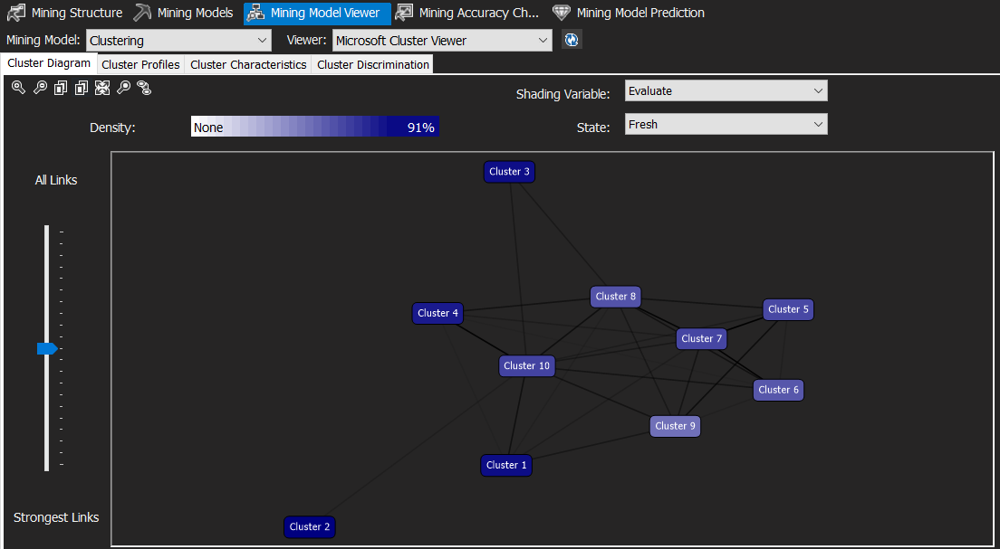 Mining Structure Mining Models Mining Model Viewer Mining Accuracy Ch... Mining Model Prediction
Mining Model: Clustering Viewer: Microsoft Cluster Viewer
Cluster Diagram Cluster Profiles Cluster Characteristics Cluster Discrimination
Shading Variable: Evaluate
Density: None 91% State: Fresh
All Links
Cluster 3
Cluster 8
Cluster 4
Cluster 5
Cluster 7
Cluster 10
Cluster 6
Cluster 9
Cluster 1
Strongest Links
Cluster 2